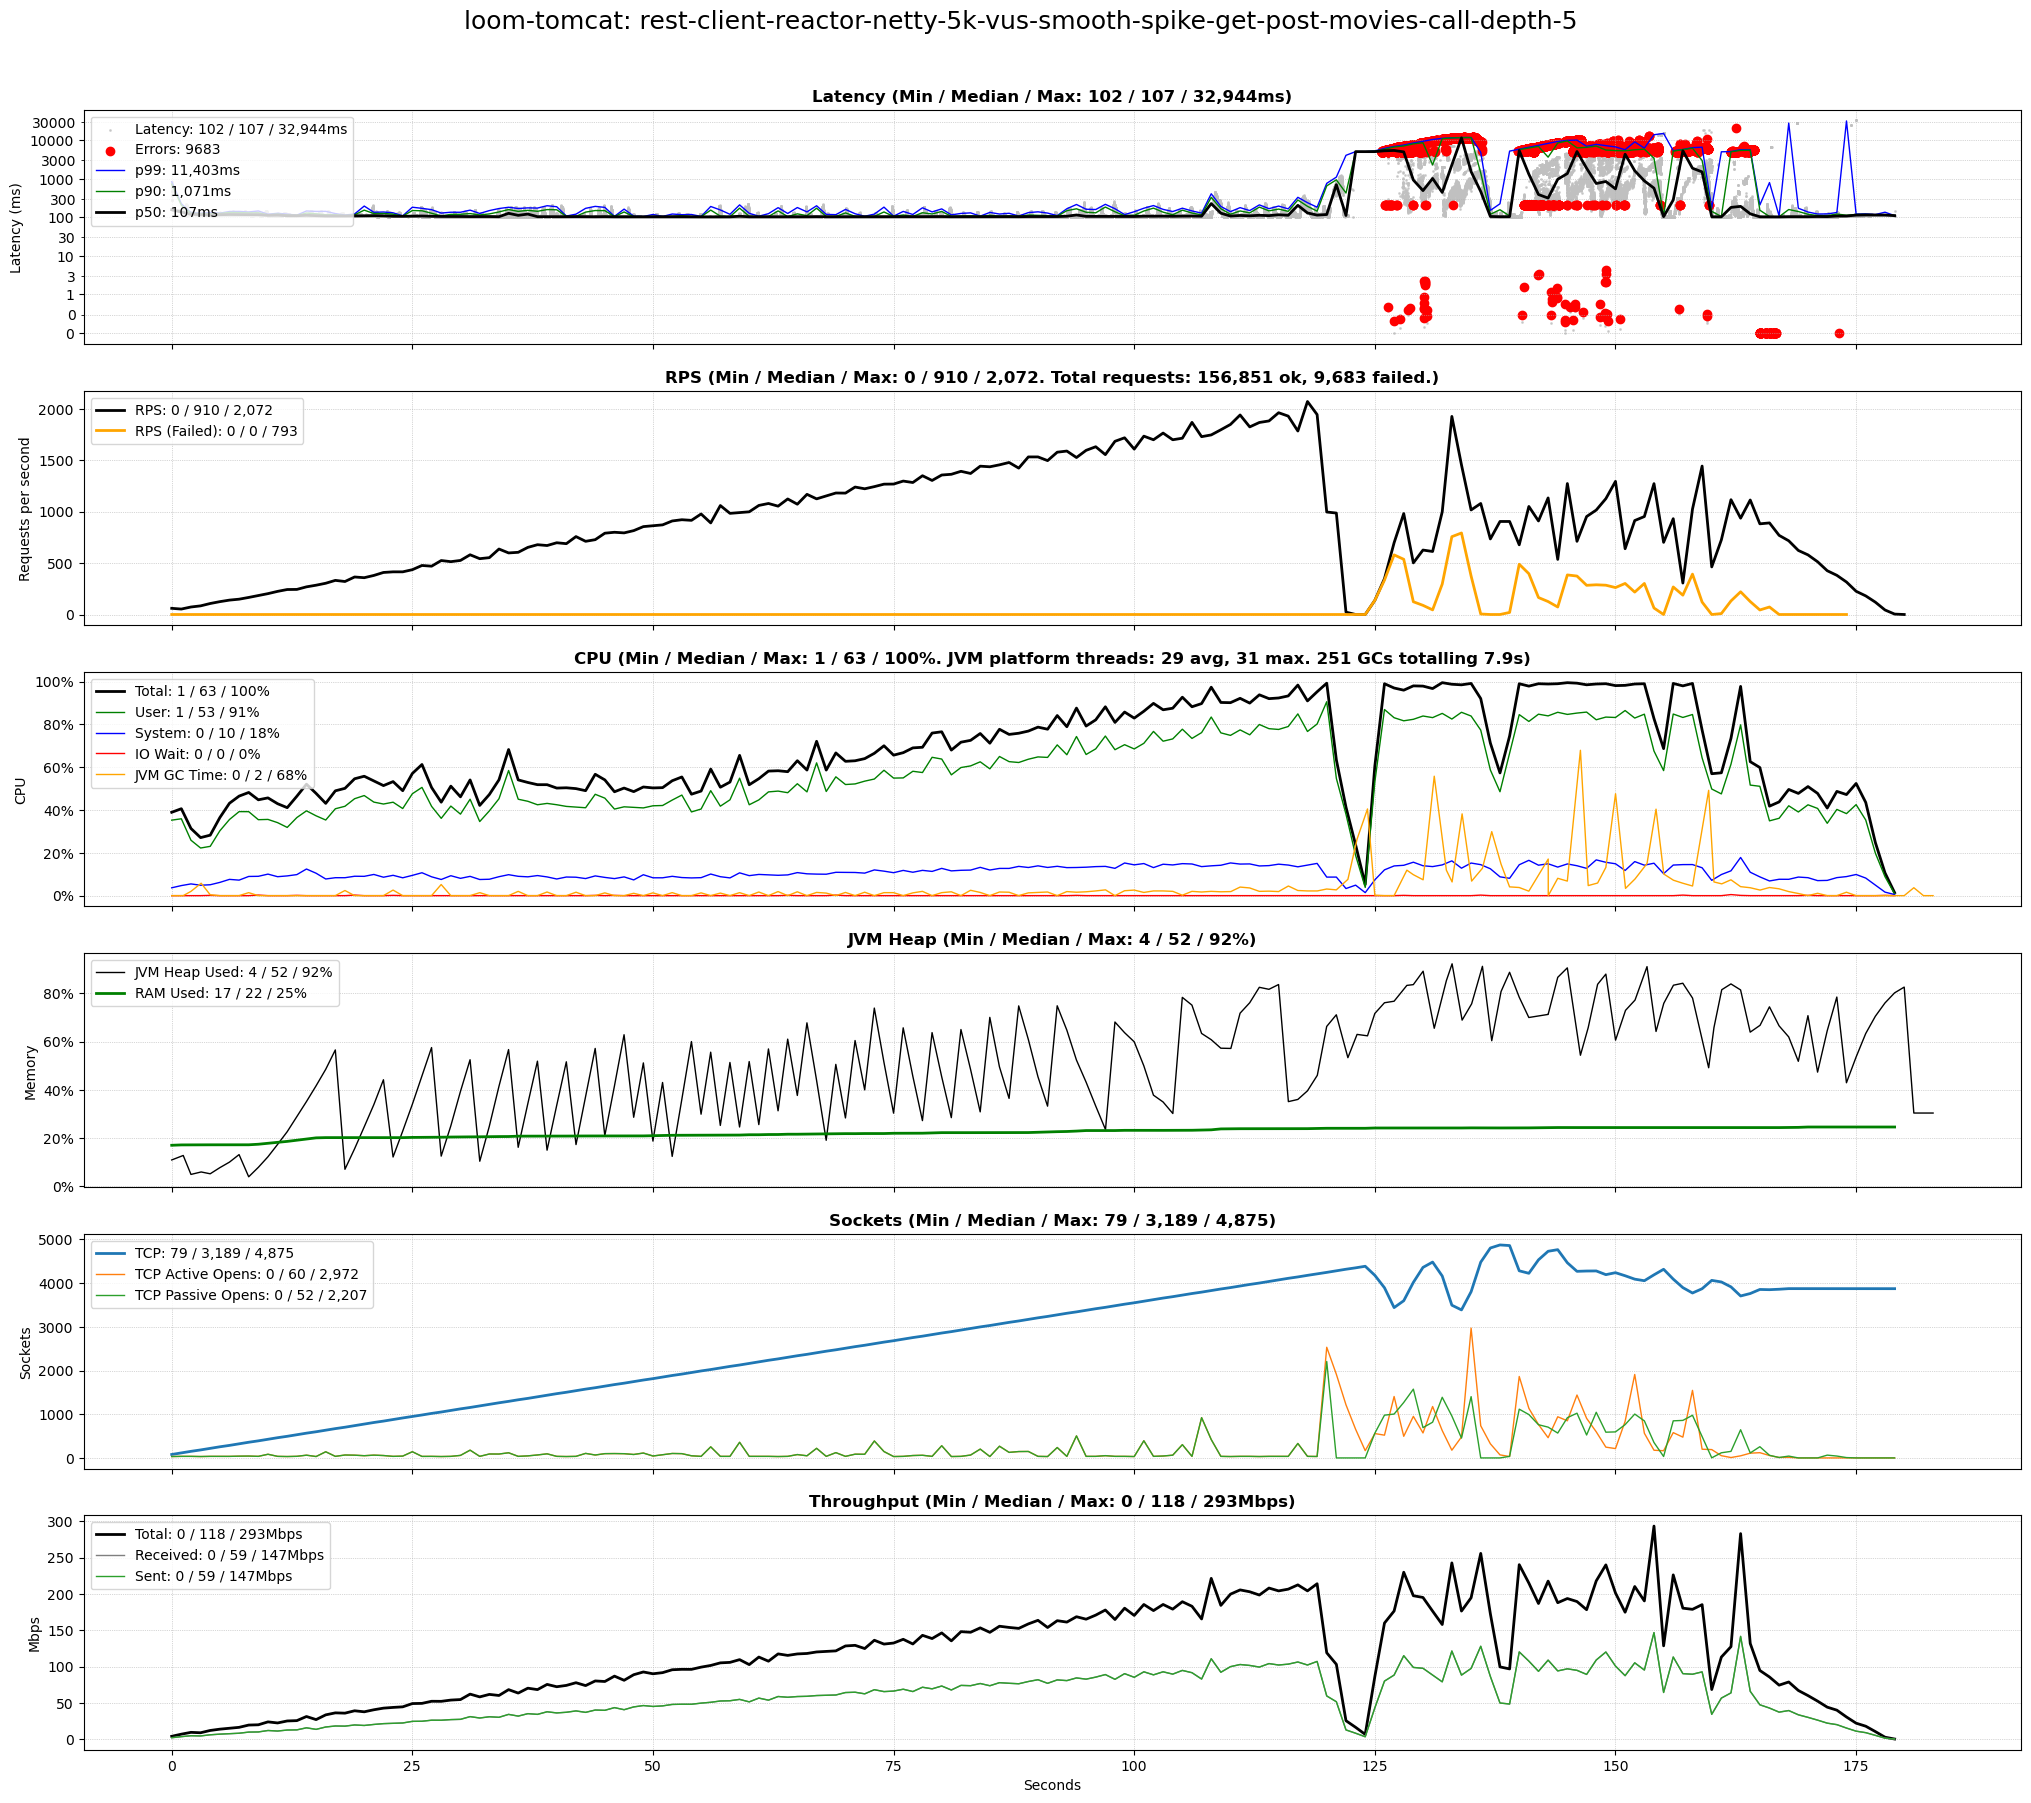 loom-tomcat: rest-client-reactor-netty-5k-vus-smooth-spike-get-post-movies-call-depth-5
Latency (Min / Median / Max: 102 / 107 / 32,944ms)
Latency (ms)
30000
10000
3000
1000
300
100
30
10
3
1
0
0
Latency: 102 / 107 / 32,944ms
Errors: 9683
p99: 11,403ms
p90: 1,071ms
p50: 107ms
RPS (Min / Median / Max: 0 / 910 / 2,072. Total requests: 156,851 ok, 9,683 failed.)
Requests per second
2000
1500
1000
500
0
RPS: 0 / 910 / 2,072
RPS (Failed): 0 / 0 / 793
CPU (Min / Median / Max: 1 / 63 / 100%. JVM platform threads: 29 avg, 31 max. 251 GCs totalling 7.9s)
CPU
100%
80%
60%
40%
20%
0%
Total: 1 / 63 / 100%
User: 1 / 53 / 91%
System: 0 / 10 / 18%
IO Wait: 0 / 0 / 0%
JVM GC Time: 0 / 2 / 68%
JVM Heap (Min / Median / Max: 4 / 52 / 92%)
Memory
80%
60%
40%
20%
0%
JVM Heap Used: 4 / 52 / 92%
RAM Used: 17 / 22 / 25%
Sockets (Min / Median / Max: 79 / 3,189 / 4,875)
Sockets
5000
4000
3000
2000
1000
0
TCP: 79 / 3,189 / 4,875
TCP Active Opens: 0 / 60 / 2,972
TCP Passive Opens: 0 / 52 / 2,207
Throughput (Min / Median / Max: 0 / 118 / 293Mbps)
Mbps
300
250
200
150
100
50
0
Total: 0 / 118 / 293Mbps
Received: 0 / 59 / 147Mbps
Sent: 0 / 59 / 147Mbps
0 25 50 75 100 125 150 175
Seconds